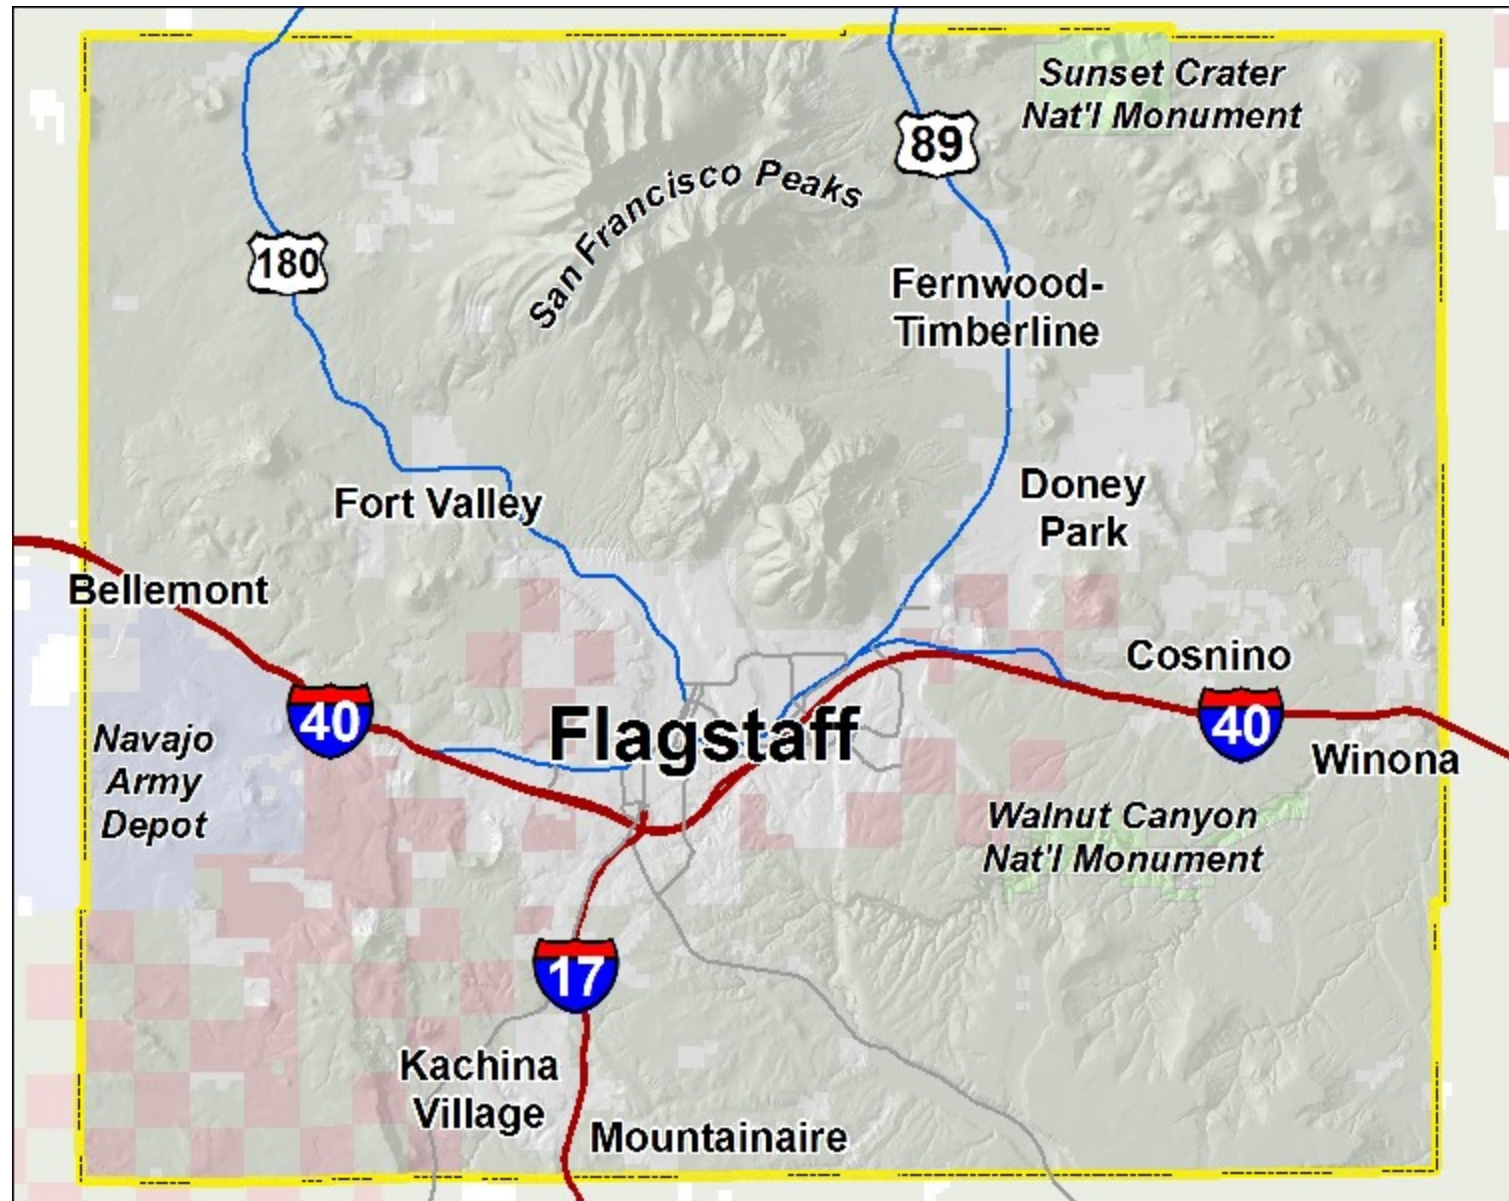 Sunset Crater
Nat'l Monument
89
San Francisco Peaks
180
Fernwood-
Timberline
Fort Valley
Doney
Park
Bellemont
Cosnino
40
Flagstaff
40
Navajo
Army
Depot
Winona
Walnut Canyon
Nat'l Monument
17
Kachina
Village
Mountainaire